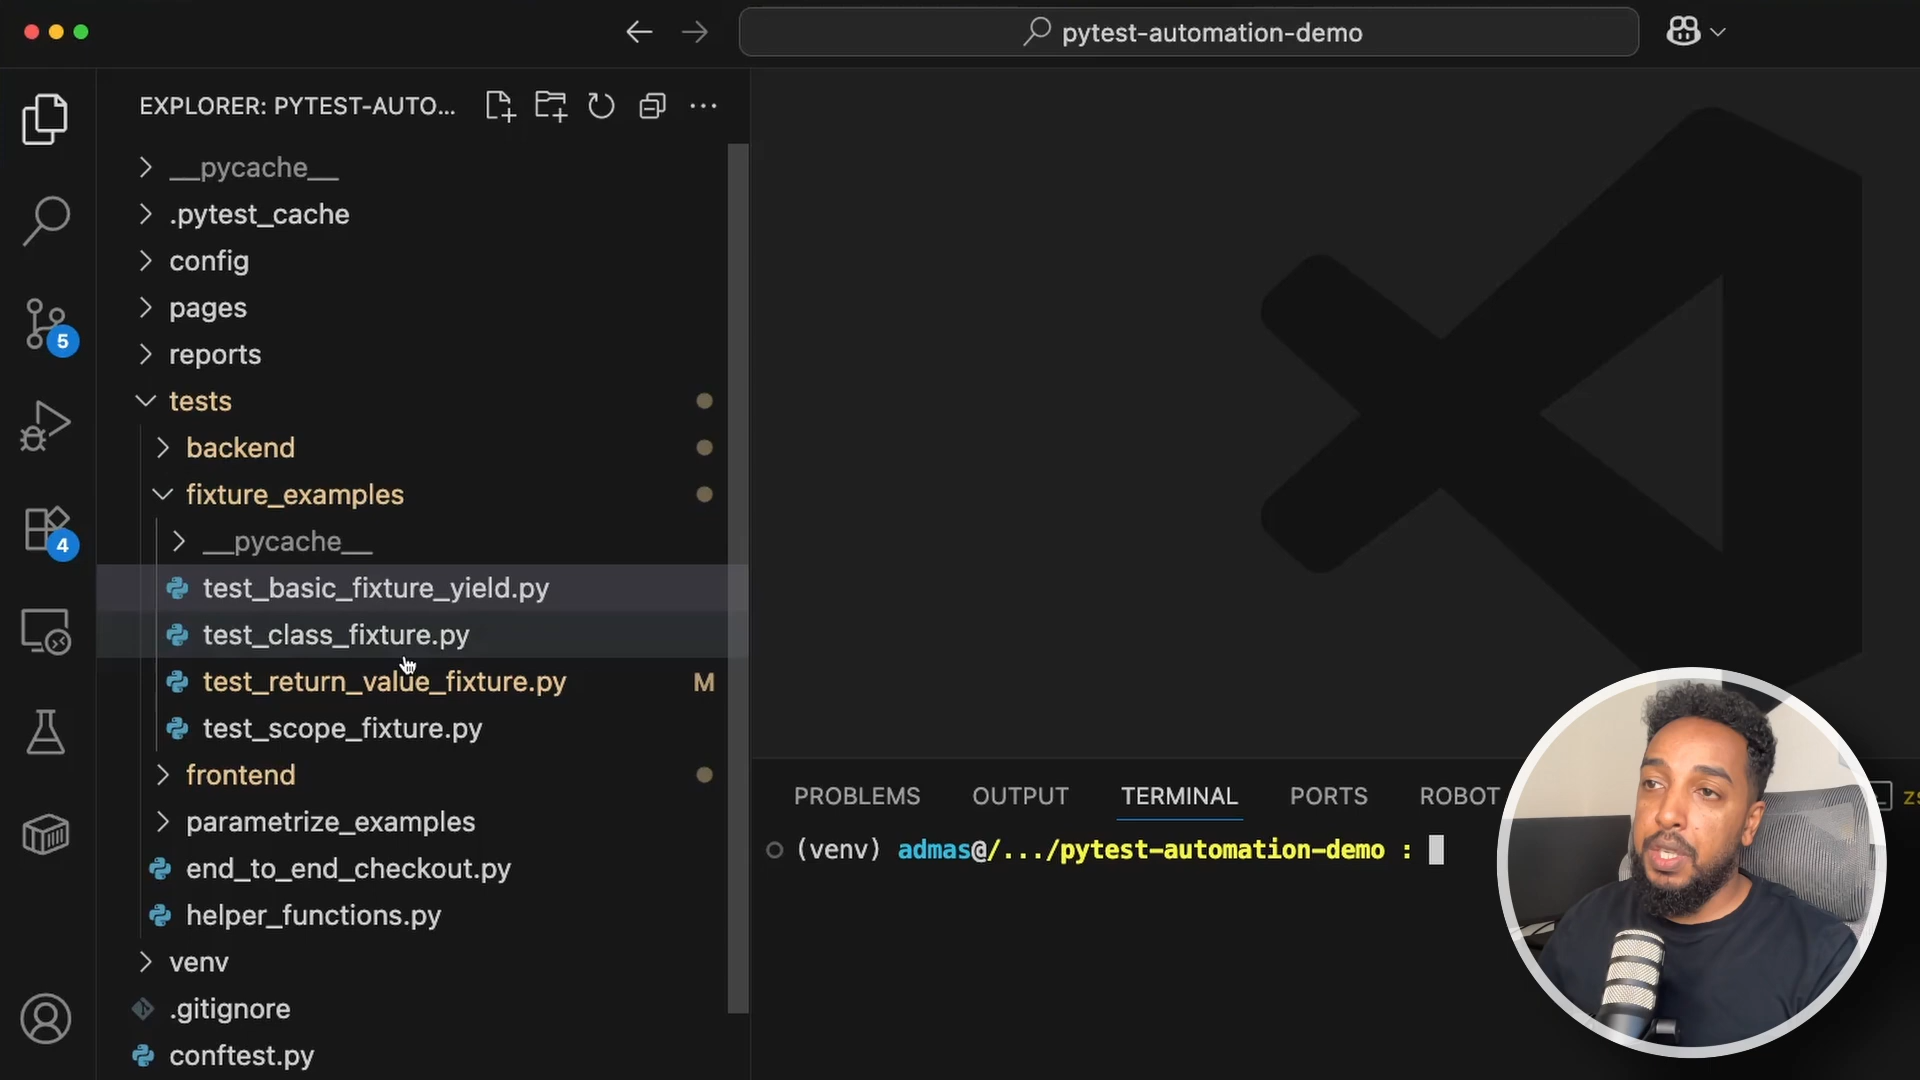 pytest-automation-demo
EXPLORER: PYTEST-AUTO...
__pycache__
.pytest_cache
config
pages
reports
tests
backend
fixture_examples
__pycache__
test_basic_fixture_yield.py
test_class_fixture.py
test_return_value_fixture.py M
test_scope_fixture.py
frontend
parametrize_examples
end_to_end_checkout.py
helper_functions.py
venv
.gitignore
conftest.py
5
4
PROBLEMS OUTPUT TERMINAL PORTS ROBOT
(venv) admas@/.../pytest-automation-demo :